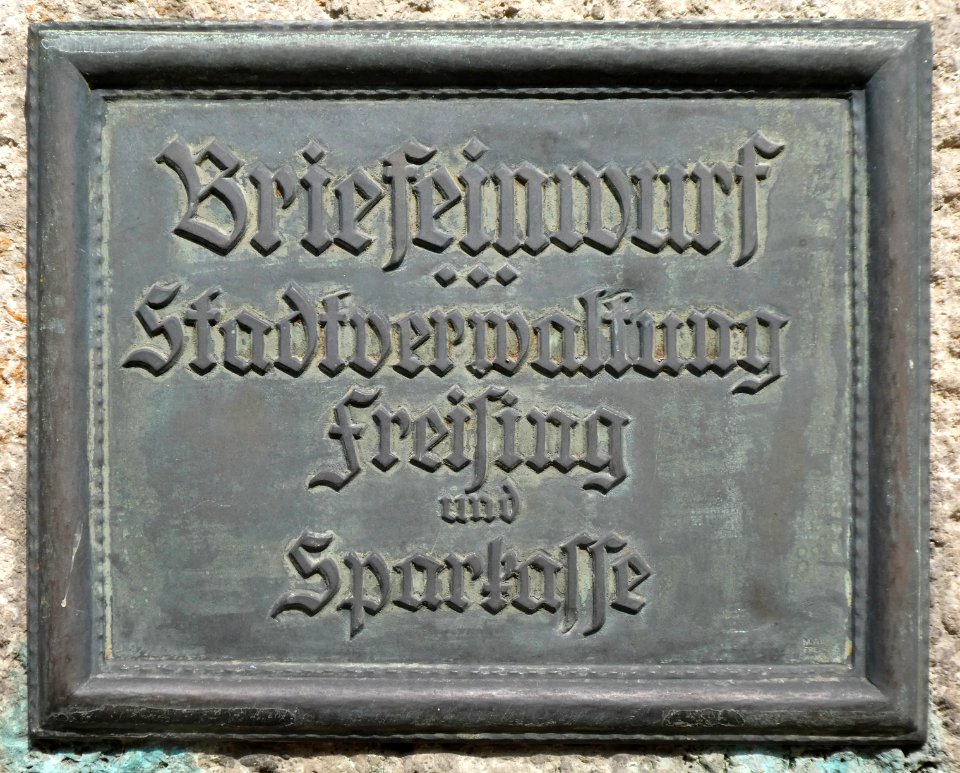 Briefeinwurf
Stadtverwaltung
Freising
und
Sparkasse